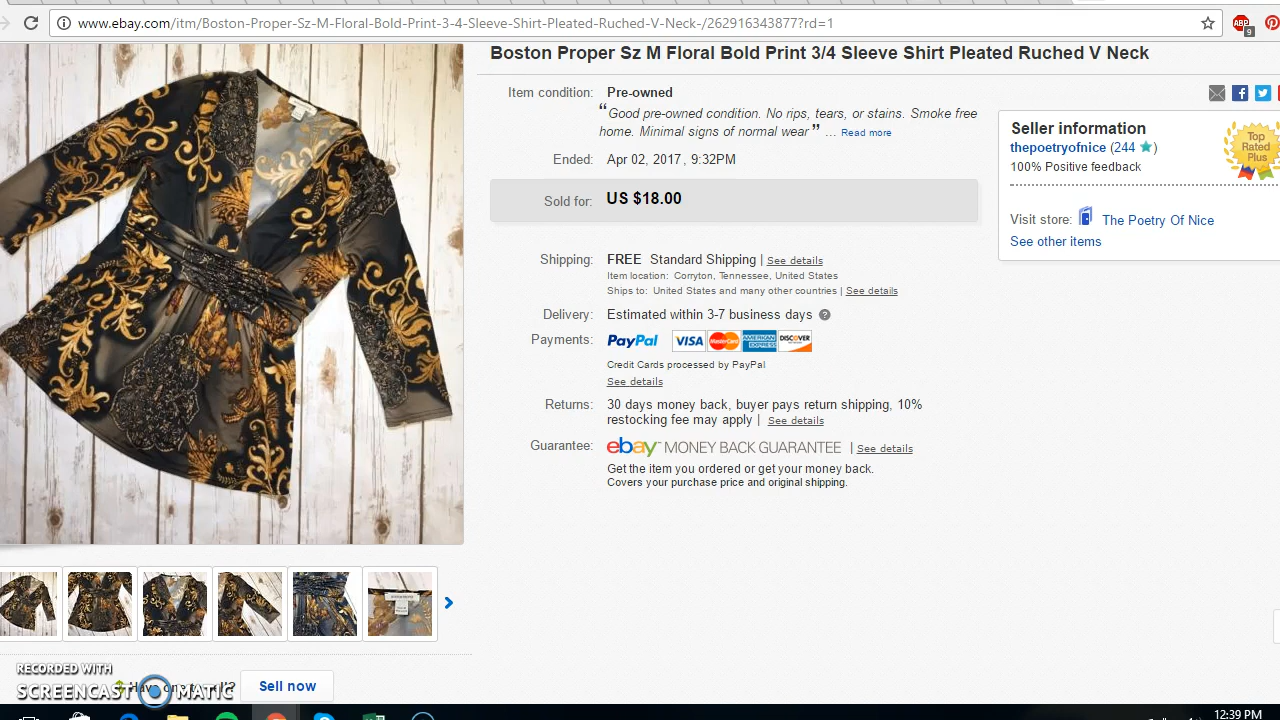 www.ebay.com/itm/Boston-Proper-Sz-M-Floral-Bold-Print-3-4-Sleeve-Shirt-Pleated-Ruched-V-Neck-/262916343877?rd=1
ABP
9
Boston Proper Sz M Floral Bold Print 3/4 Sleeve Shirt Pleated Ruched V Neck
Item condition: Pre-owned
“Good pre-owned condition. No rips, tears, or stains. Smoke free
home. Minimal signs of normal wear” ... Read more
Ended: Apr 02, 2017 , 9:32PM
Sold for: US $18.00
Shipping: FREE Standard Shipping | See details
Item location: Corryton, Tennessee, United States
Ships to: United States and many other countries | See details
Delivery: Estimated within 3-7 business days ?
Payments: PayPal VISA MasterCard AMERICAN EXPRESS DISCOVER
Credit Cards processed by PayPal
See details
Returns: 30 days money back, buyer pays return shipping, 10%
restocking fee may apply | See details
Guarantee: ebay MONEY BACK GUARANTEE | See details
Get the item you ordered or get your money back.
Covers your purchase price and original shipping.
Seller information
thepoetryofnice (244 )
100% Positive feedback
Top
Rated
Plus
Visit store: The Poetry Of Nice
See other items
RECORDED WITH
SCREENCAST MATIC
Sell now
12:39 PM